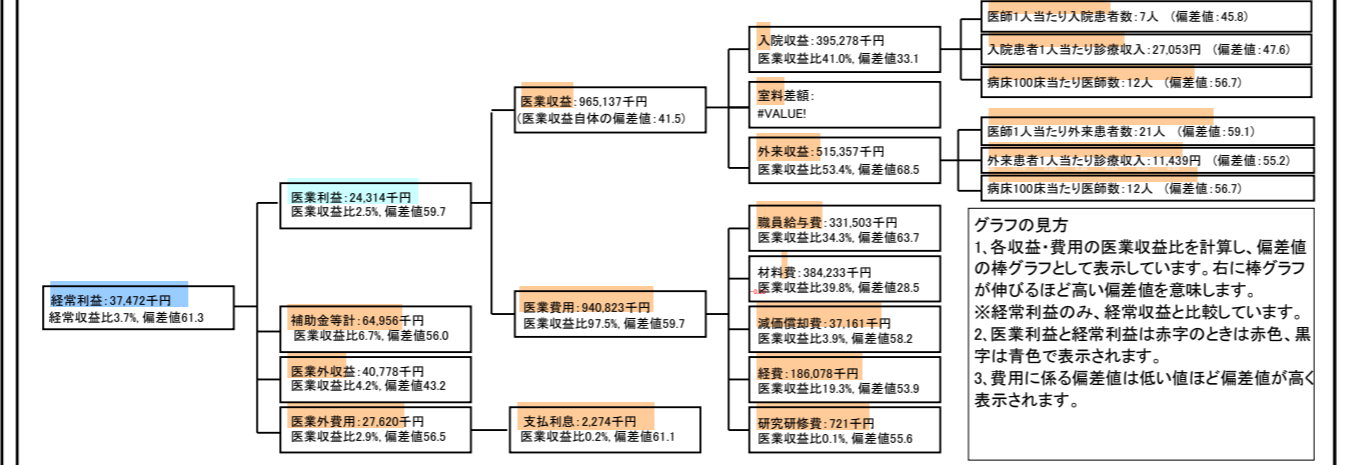 経常利益：37,472千円
経常収益比3.7%, 偏差値61.3
医業利益：24,314千円
医業収益比2.5%, 偏差値59.7
補助金等計：64,956千円
医業収益比6.7%, 偏差値56.0
医業外収益：40,778千円
医業収益比4.2%, 偏差値43.2
医業外費用：27,620千円
医業収益比2.9%, 偏差値56.5
医業収益：965,137千円
(医業収益自体の偏差値：41.5)
医業費用：940,823千円
医業収益比97.5%, 偏差値59.7
支払利息：2,274千円
医業収益比0.2%, 偏差値61.1
入院収益：395,278千円
医業収益比41.0%, 偏差値33.1
室料差額：
#VALUE!
外来収益：515,357千円
医業収益比53.4%, 偏差値68.5
職員給与費：331,503千円
医業収益比34.3%, 偏差値63.7
材料費：384,233千円
医業収益比39.8%, 偏差値28.5
減価償却費：37,161千円
医業収益比3.9%, 偏差値58.2
経費：186,078千円
医業収益比19.3%, 偏差値53.9
研究研修費：721千円
医業収益比0.1%, 偏差値55.6
医師1人当たり入院患者数：7人 （偏差値：45.8）
入院患者1人当たり診療収入：27,053円 （偏差値：47.6）
病床100床当たり医師数：12人 （偏差値：56.7）
医師1人当たり外来患者数：21人 （偏差値：59.1）
外来患者1人当たり診療収入：11,439円 （偏差値：55.2）
病床100床当たり医師数：12人 （偏差値：56.7）
グラフの見方
1、各収益・費用の医業収益比を計算し、偏差値
の棒グラフとして表示しています。右に棒グラフ
が伸びるほど高い偏差値を意味します。
※経常利益のみ、経常収益と比較しています。
2、医業利益と経常利益は赤字のときは赤色、黒
字は青色で表示されます。
3、費用に係る偏差値は低い値ほど偏差値が高く
表示されます。